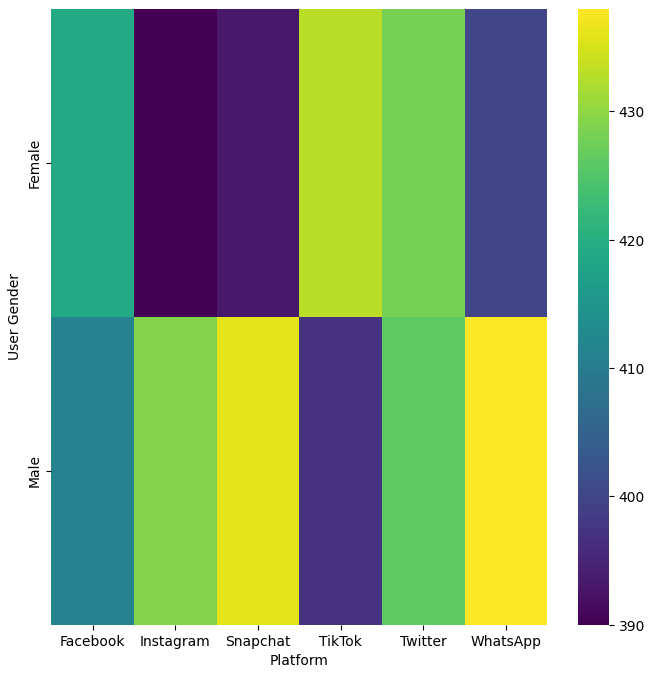 User Gender
Female
Male
Facebook Instagram Snapchat TikTok Twitter WhatsApp
Platform
430
420
410
400
390